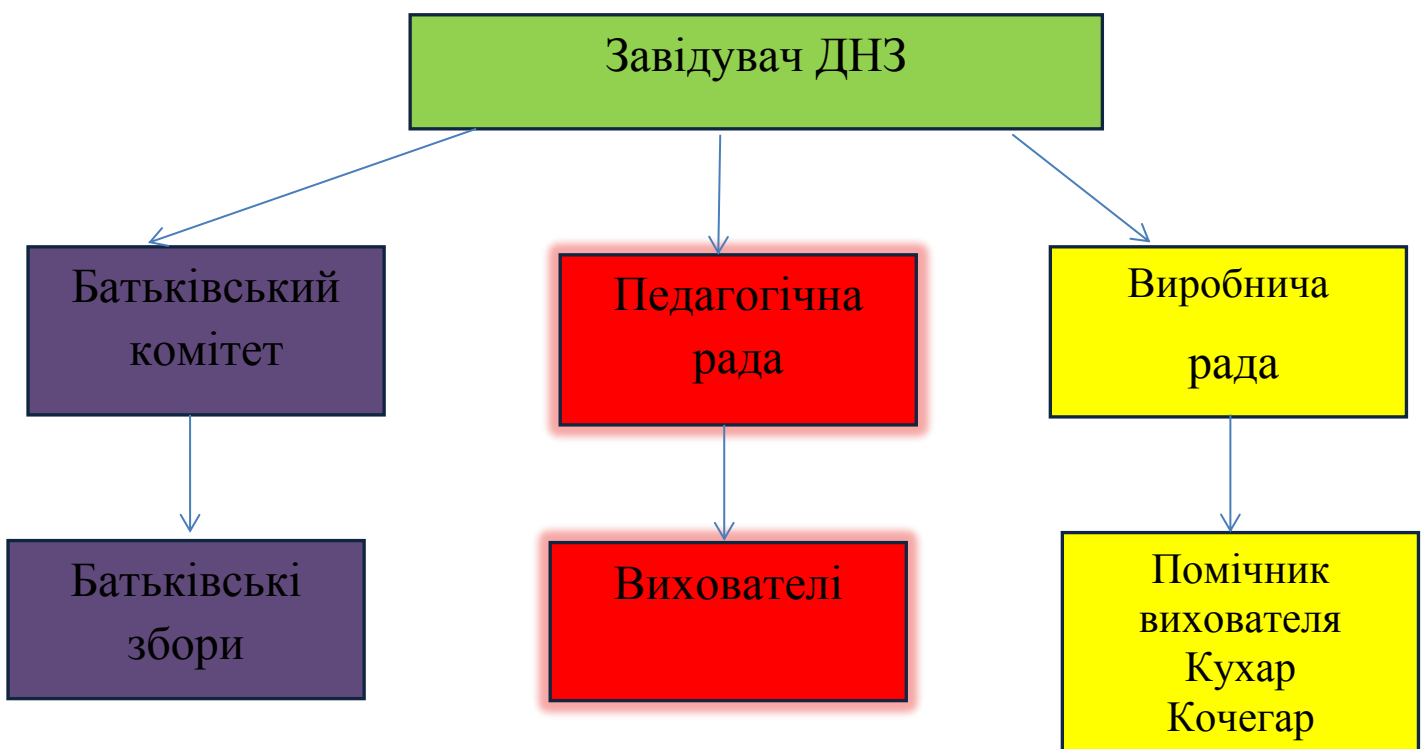 Завідувач ДНЗ
Батьківський
комітет
Педагогічна
рада
Виробнича
рада
Батьківські
збори
Вихователі
Помічник
вихователя
Кухар
Кочегар